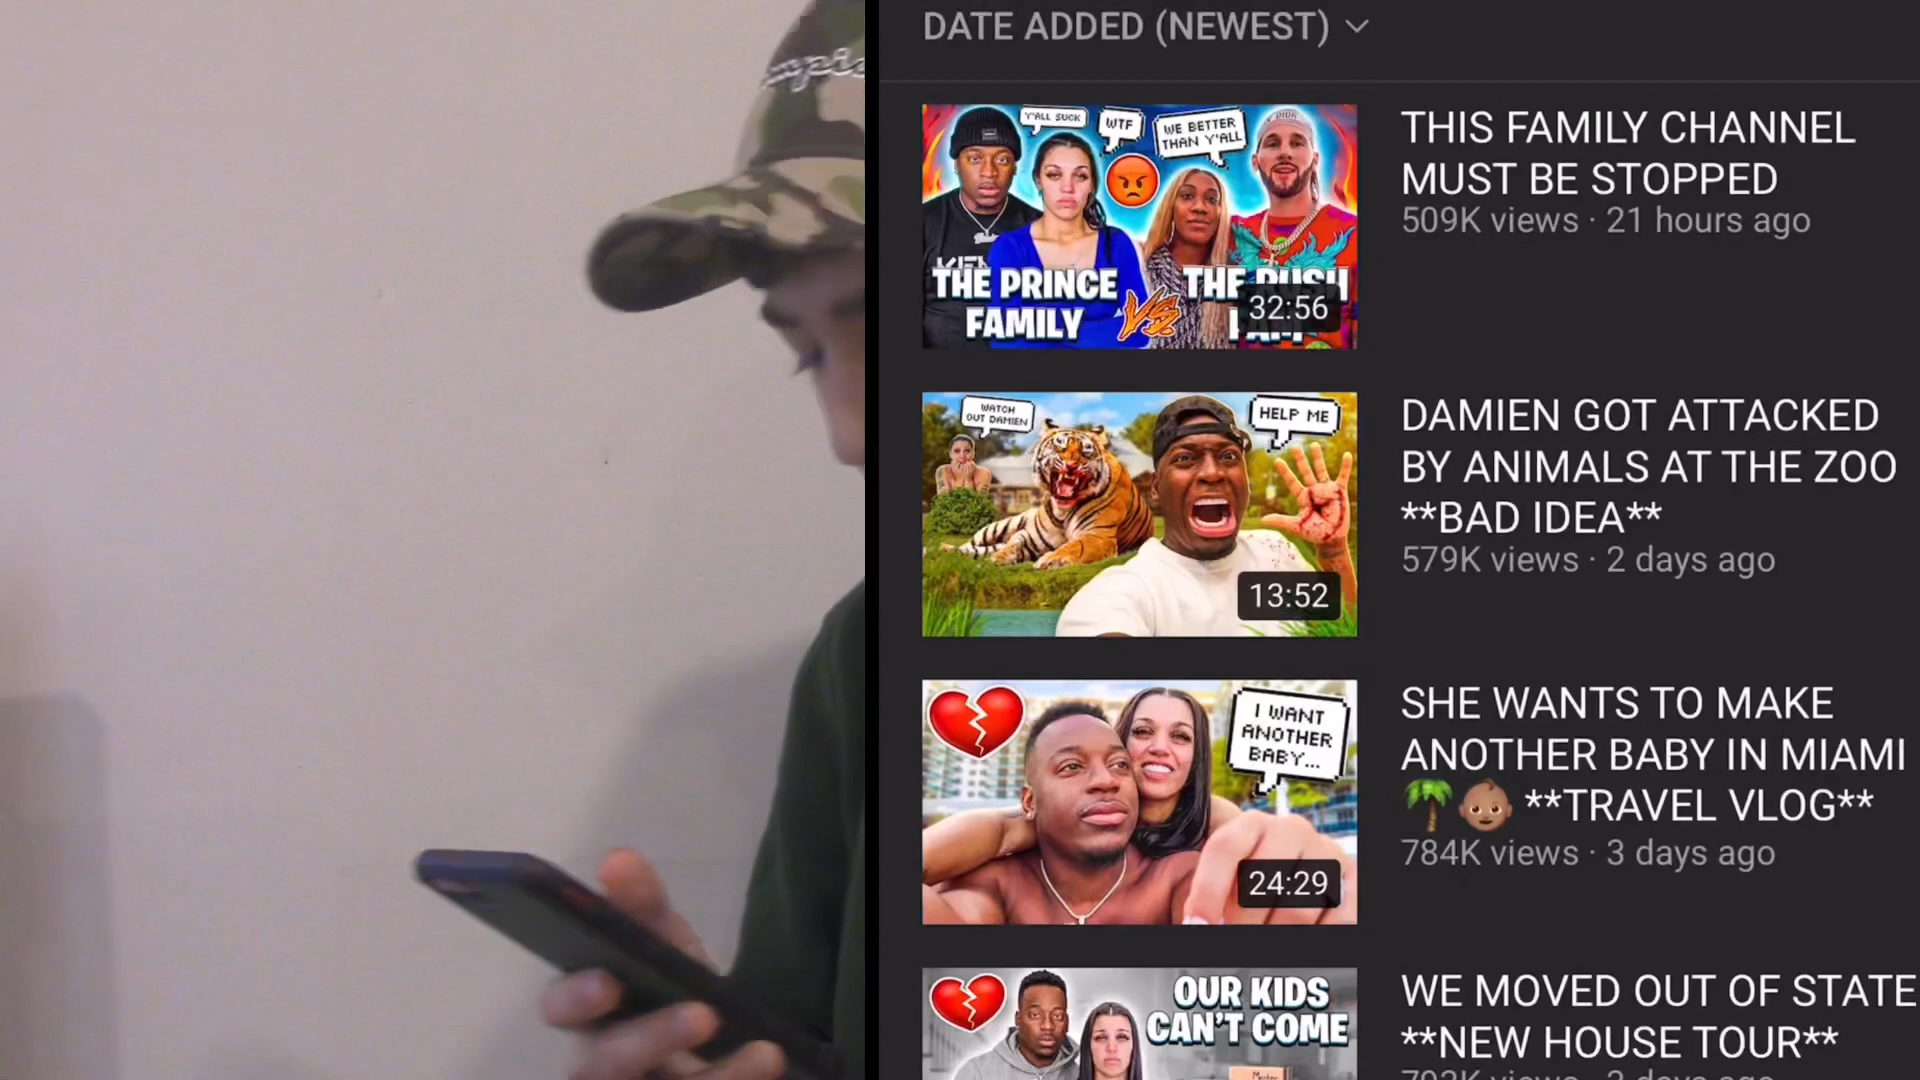 DATE ADDED (NEWEST)
Y'ALL SUCK
WTF
WE BETTER
THAN Y'ALL
THE PRINCE
FAMILY
VS
THE RUSH
32:56
THIS FAMILY CHANNEL
MUST BE STOPPED
509K views · 21 hours ago
WATCH
OUT DAMIEN
HELP ME
13:52
DAMIEN GOT ATTACKED
BY ANIMALS AT THE ZOO
**BAD IDEA**
579K views · 2 days ago
I WANT
ANOTHER
BABY...
24:29
SHE WANTS TO MAKE
ANOTHER BABY IN MIAMI
🌴👶🏽 **TRAVEL VLOG**
784K views · 3 days ago
OUR KIDS
CAN'T COME
WE MOVED OUT OF STATE
**NEW HOUSE TOUR**